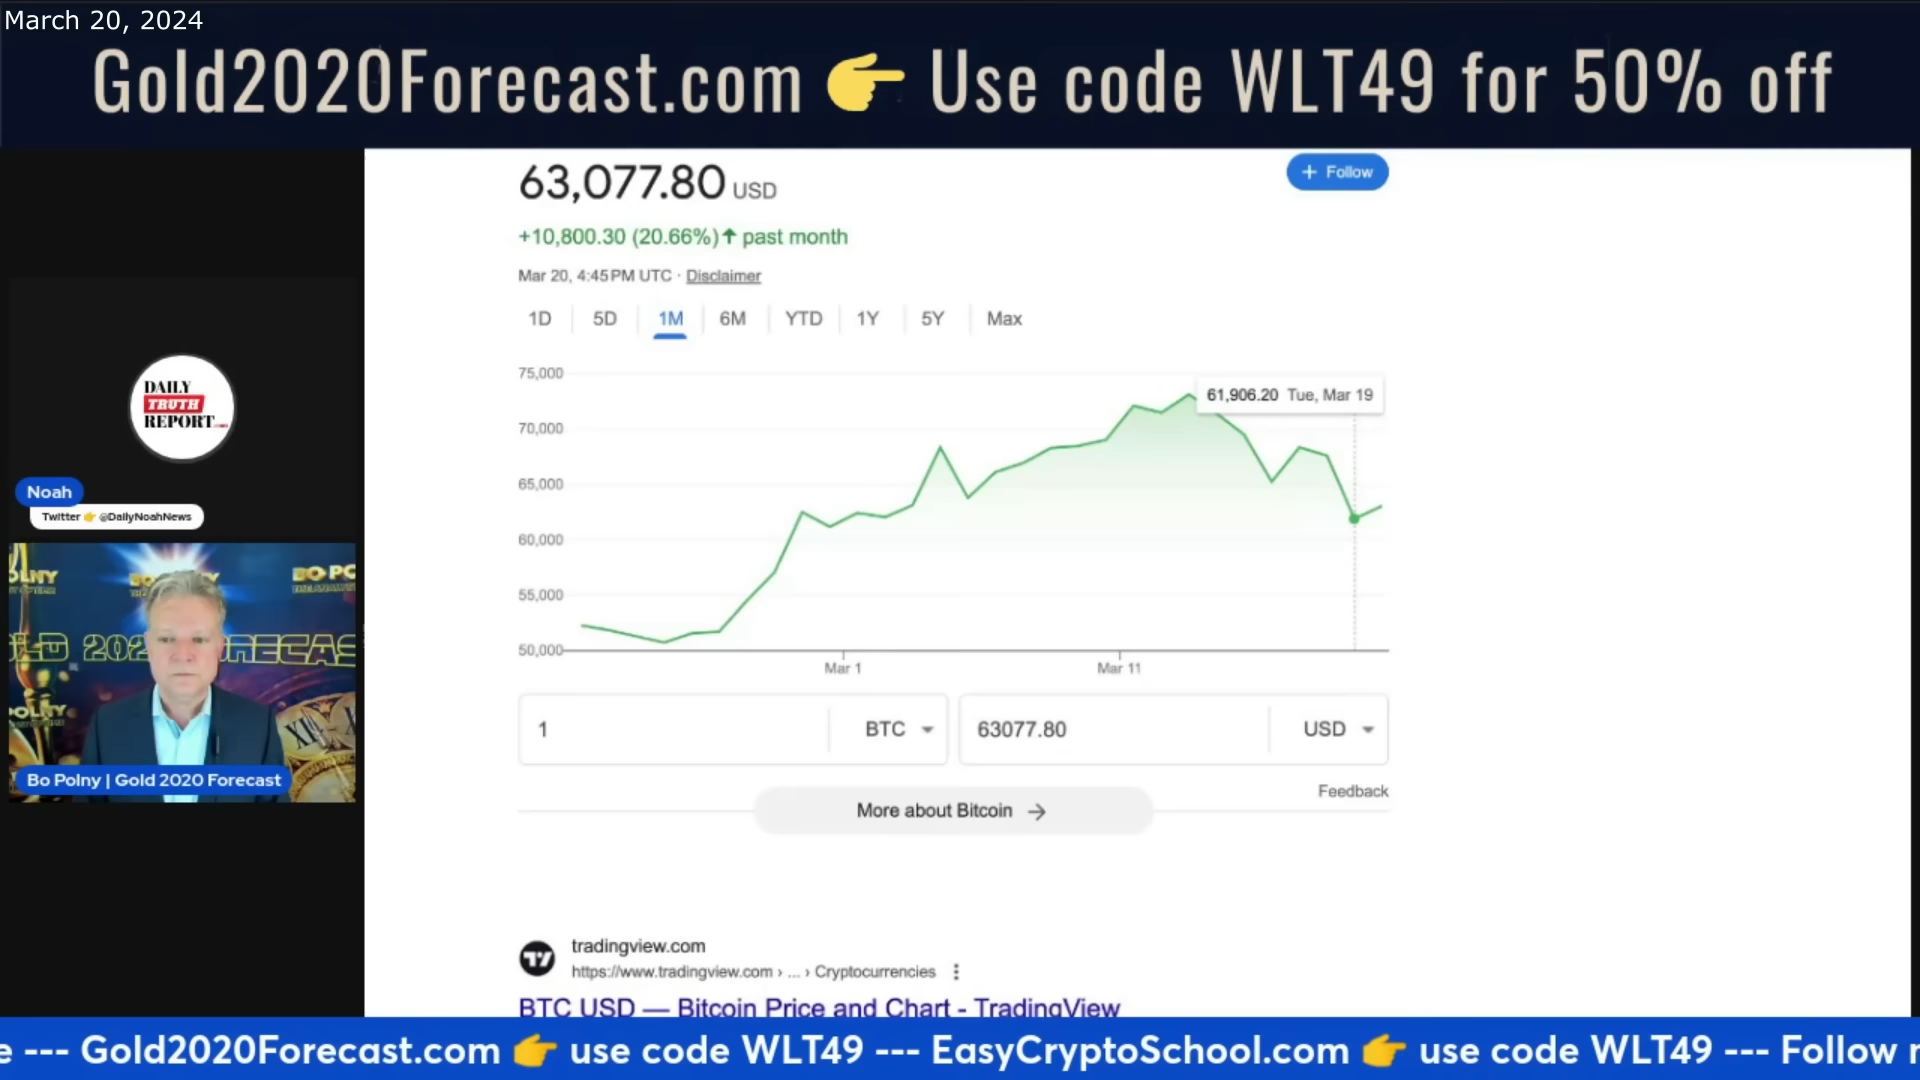 March 20, 2024
Gold2020Forecast.com 👉 Use code WLT49 for 50% off
63,077.80 USD
+ Follow
+10,800.30 (20.66%)↑ past month
Mar 20, 4:45 PM UTC · Disclaimer
1D 5D 1M 6M YTD 1Y 5Y Max
75,000
61,906.20 Tue, Mar 19
70,000
65,000
60,000
55,000
50,000
Mar 1 Mar 11
1 BTC 63077.80 USD
Feedback
More about Bitcoin →
tradingview.com
https://www.tradingview.com › ... › Cryptocurrencies
BTC USD — Bitcoin Price and Chart - TradingView
DAILY
TRUTH
REPORT
Noah
Twitter 👉 @DailyNoahNews
BO PO
Bo Polny | Gold 2020 Forecast
e --- Gold2020Forecast.com 👉 use code WLT49 --- EasyCryptoSchool.com 👉 use code WLT49 --- Follow